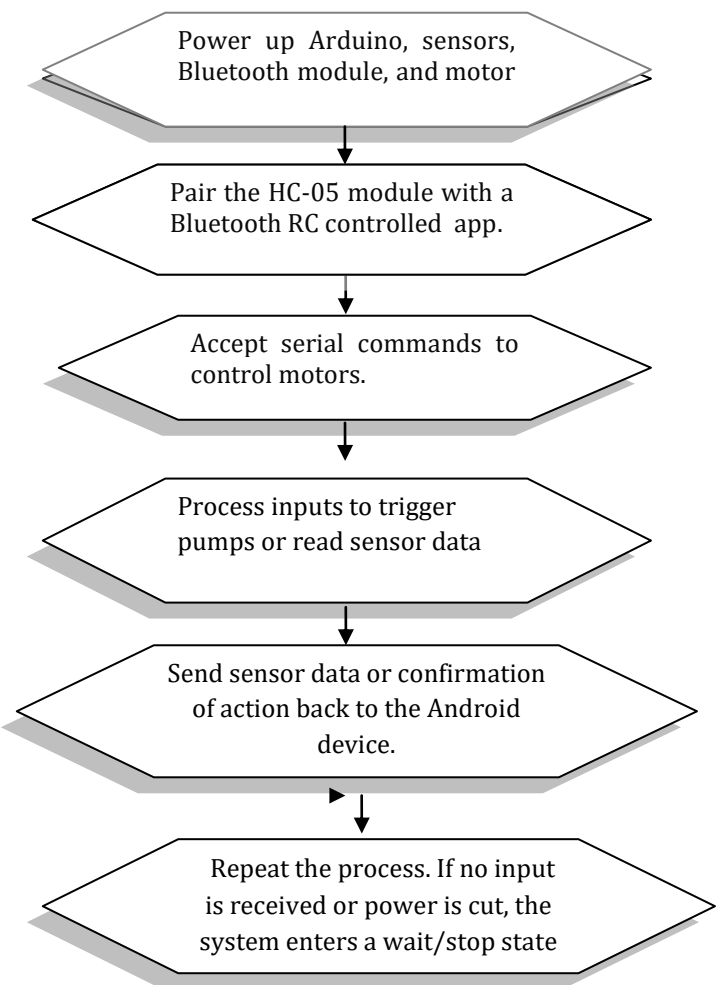 Power up Arduino, sensors,
Bluetooth module, and motor
Pair the HC-05 module with a
Bluetooth RC controlled app.
Accept serial commands to
control motors.
Process inputs to trigger
pumps or read sensor data
Send sensor data or confirmation
of action back to the Android
device.
Repeat the process. If no input
is received or power is cut, the
system enters a wait/stop state